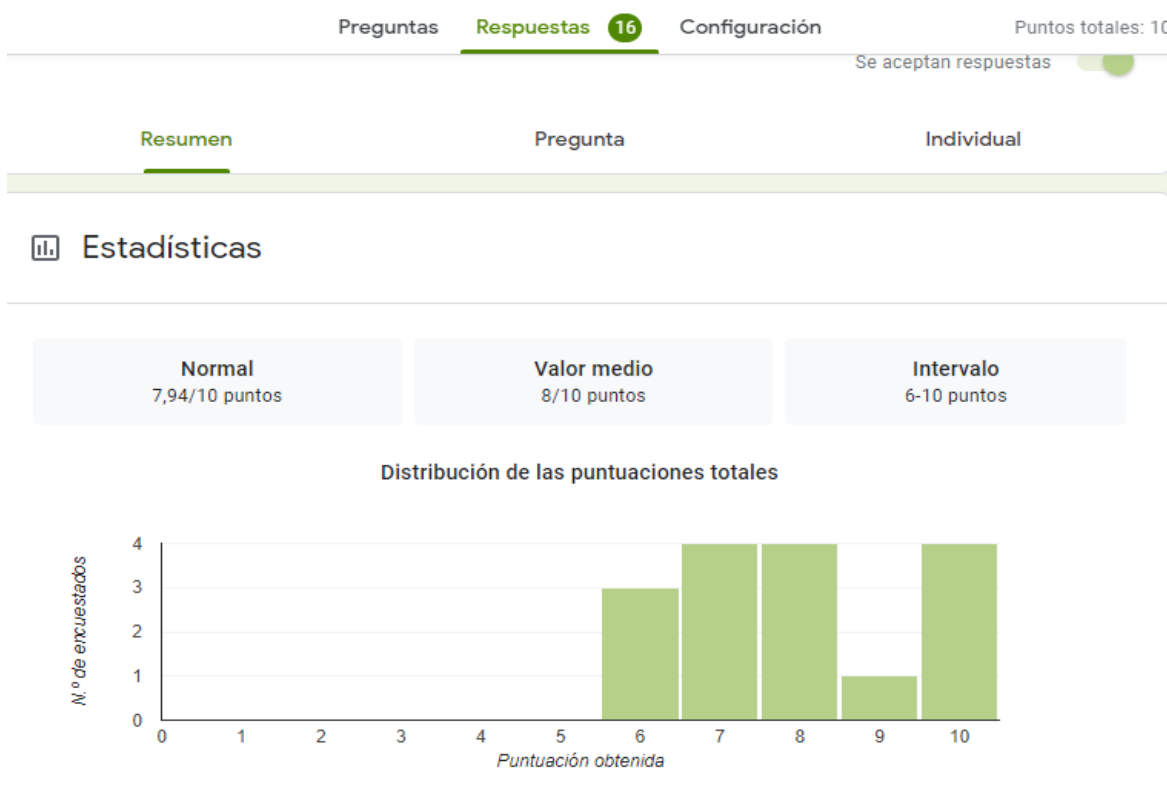 Preguntas Respuestas 16 Configuración Puntos totales: 10
Se aceptan respuestas
Resumen Pregunta Individual
Estadísticas
Normal Valor medio Intervalo
7,94/10 puntos 8/10 puntos 6-10 puntos
Distribución de las puntuaciones totales
N.º de encuestados
4
3
2
1
0
0 1 2 3 4 5 6 7 8 9 10
Puntuación obtenida